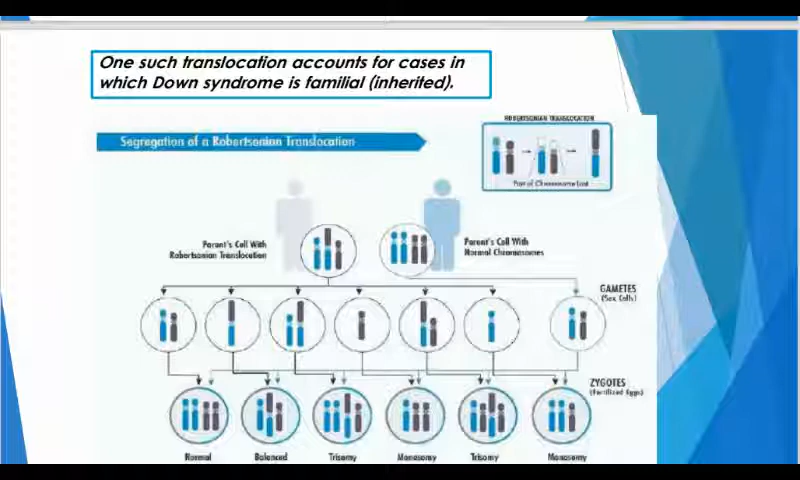 One such translocation accounts for cases in
which Down syndrome is familial (inherited).
ROBERTSONIAN TRANSLOCATION
Segregation of a Robertsonian Translocation
Part of Chromosome Lost
Parent's Cell With
Robertsonian Translocation
Parent's Cell With
Normal Chromosomes
GAMETES
(Sex Cells)
ZYGOTES
(Fertilized Eggs)
Normal Balanced Trisomy Monosomy Trisomy Monosomy